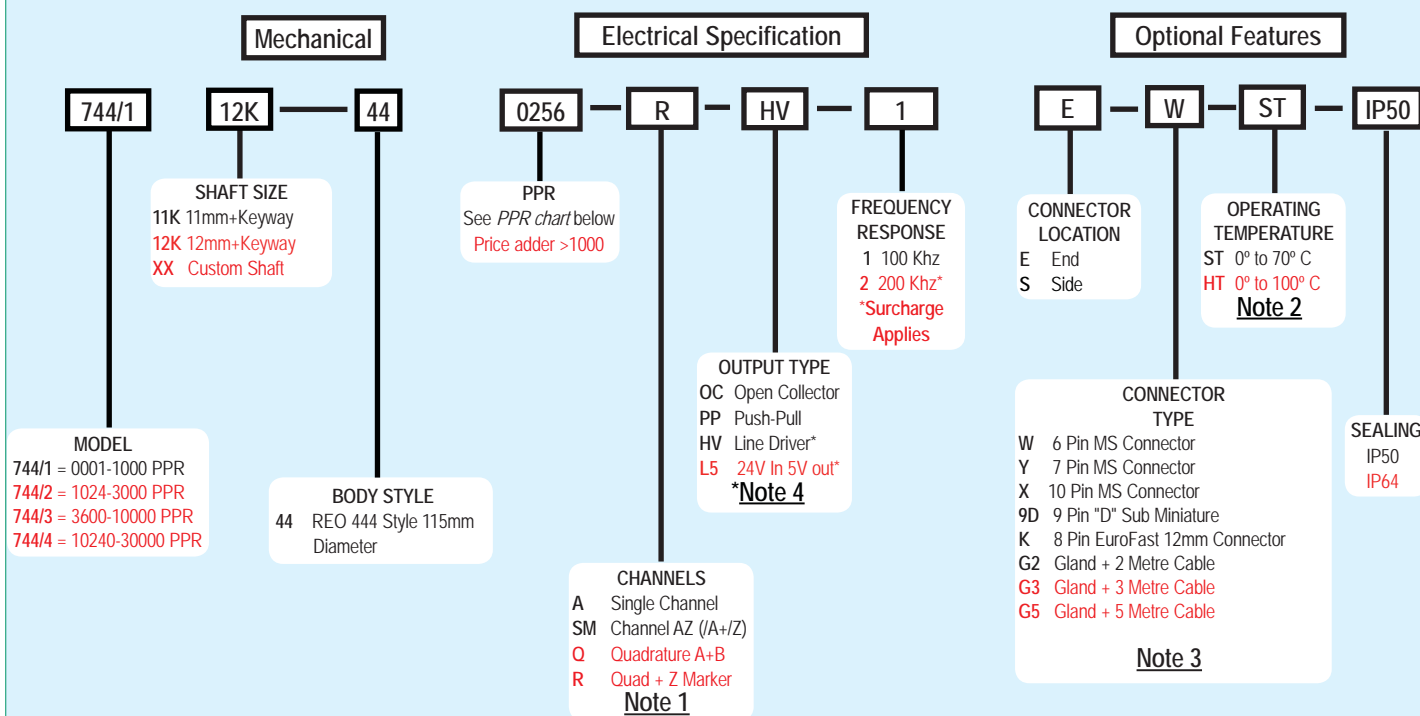 Mechanical
Electrical Specification
Optional Features
744/1
12K
44
0256
R
HV
1
E
W
ST
IP50
SHAFT SIZE
11K 11mm+Keyway
12K 12mm+Keyway
XX Custom Shaft
PPR
See PPR chart below
Price adder >1000
FREQUENCY
RESPONSE
1 100 Khz
2 200 Khz*
*Surcharge
Applies
CONNECTOR
LOCATION
E End
S Side
OPERATING
TEMPERATURE
ST 0º to 70º C
HT 0º to 100º C
Note 2
OUTPUT TYPE
OC Open Collector
PP Push-Pull
HV Line Driver*
L5 24V In 5V out*
*Note 4
MODEL
744/1 = 0001-1000 PPR
744/2 = 1024-3000 PPR
744/3 = 3600-10000 PPR
744/4 = 10240-30000 PPR
BODY STYLE
44 REO 444 Style 115mm
Diameter
CHANNELS
A Single Channel
SM Channel AZ (/A+/Z)
Q Quadrature A+B
R Quad + Z Marker
Note 1
CONNECTOR
TYPE
W 6 Pin MS Connector
Y 7 Pin MS Connector
X 10 Pin MS Connector
9D 9 Pin "D" Sub Miniature
K 8 Pin EuroFast 12mm Connector
G2 Gland + 2 Metre Cable
G3 Gland + 3 Metre Cable
G5 Gland + 5 Metre Cable
Note 3
SEALING
IP50
IP64